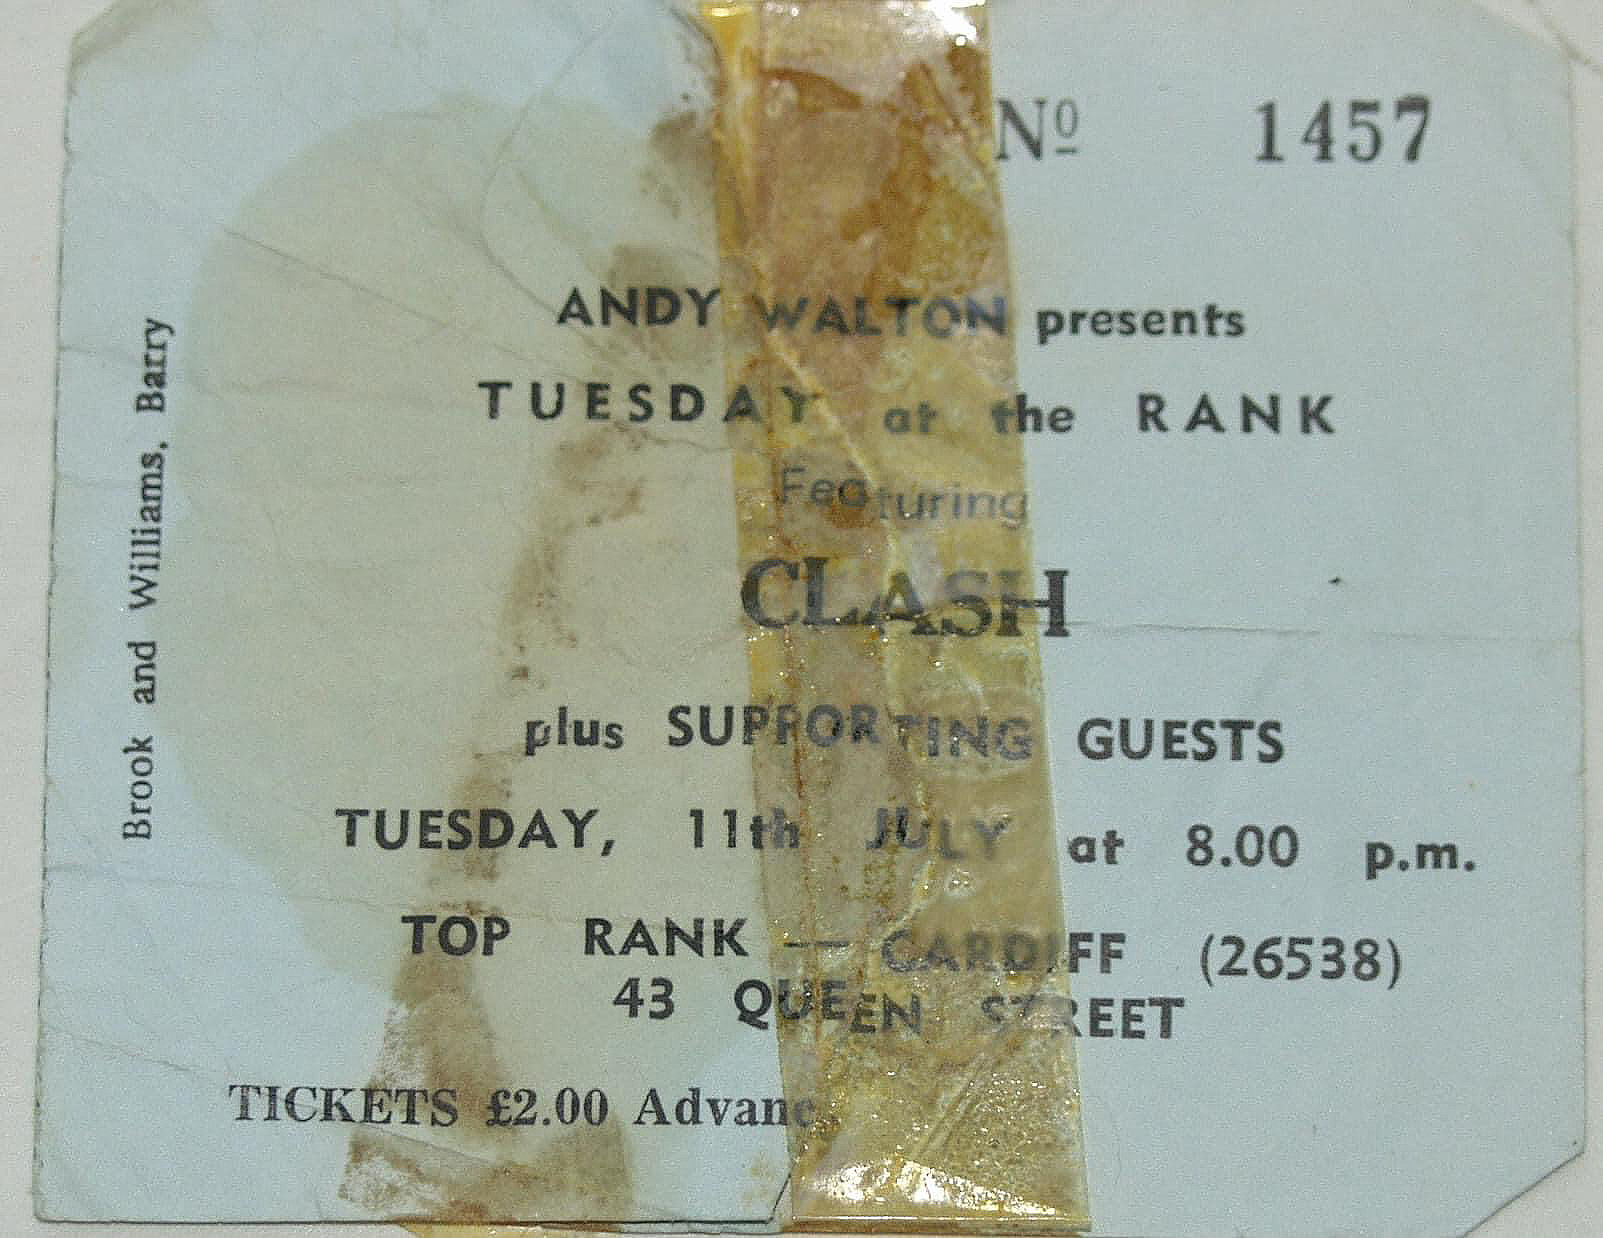 Nº 1457
ANDY WALTON presents
TUESDAY at the RANK
Featuring
CLASH
plus SUPPORTING GUESTS
TUESDAY, 11th JULY at 8.00 p.m.
TOP RANK — CARDIFF (26538)
43 QUEEN STREET
TICKETS £2.00 Advance
Brook and Williams, Barry